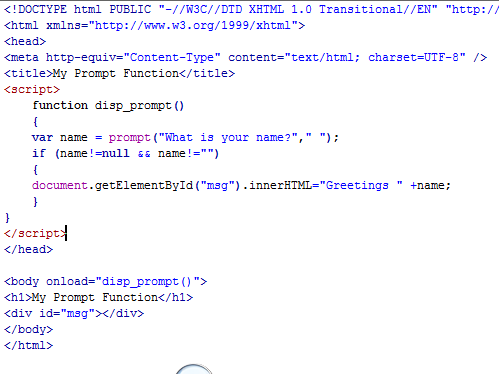 <!DOCTYPE html PUBLIC "-//W3C//DTD XHTML 1.0 Transitional//EN" "http://
<html xmlns="http://www.w3.org/1999/xhtml">
<head>
<meta http-equiv="Content-Type" content="text/html; charset=UTF-8" />
<title>My Prompt Function</title>
<script>
    function disp_prompt()
    {
    var name = prompt("What is your name?"," ");
    if (name!=null && name!="")
    {
    document.getElementById("msg").innerHTML="Greetings " +name;
    }
}
</script>
</head>

<body onload="disp_prompt()">
<h1>My Prompt Function</h1>
<div id="msg"></div>
</body>
</html>